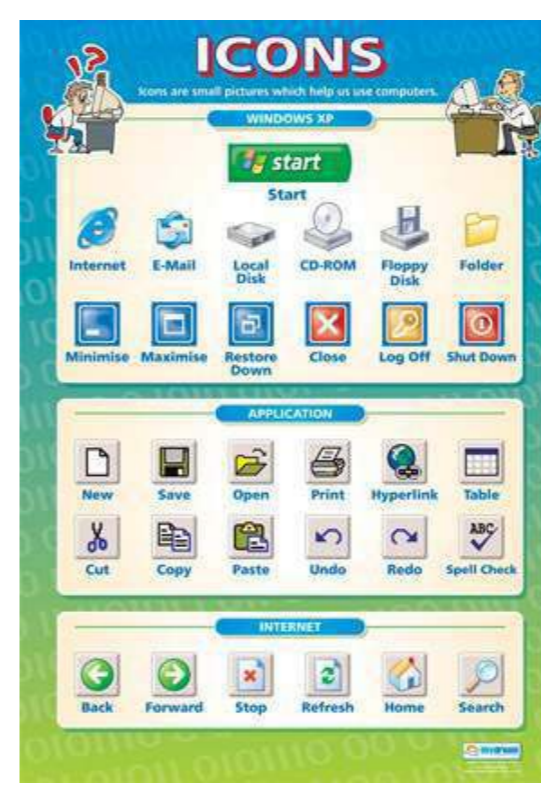 !?
ICONS
Icons are small pictures which help us use computers.
WINDOWS XP
start
Start
Internet E-Mail Local Disk CD-ROM Floppy Disk Folder
Minimise Maximise Restore Down Close Log Off Shut Down
APPLICATION
New Save Open Print Hyperlink Table
ABC
Cut Copy Paste Undo Redo Spell Check
INTERNET
Back Forward Stop Refresh Home Search